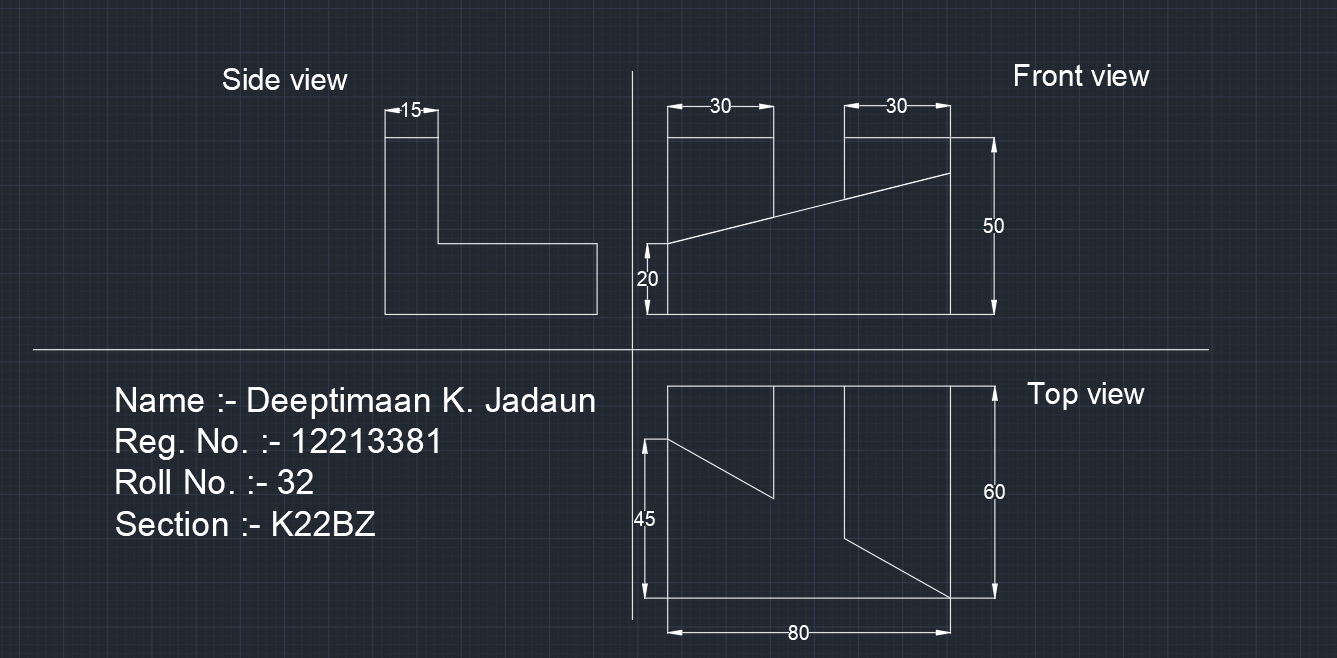 Side view
15
30
30
Front view
50
20
Name :- Deeptimaan K. Jadaun
Reg. No. :- 12213381
Roll No. :- 32
Section :- K22BZ
Top view
45
60
80